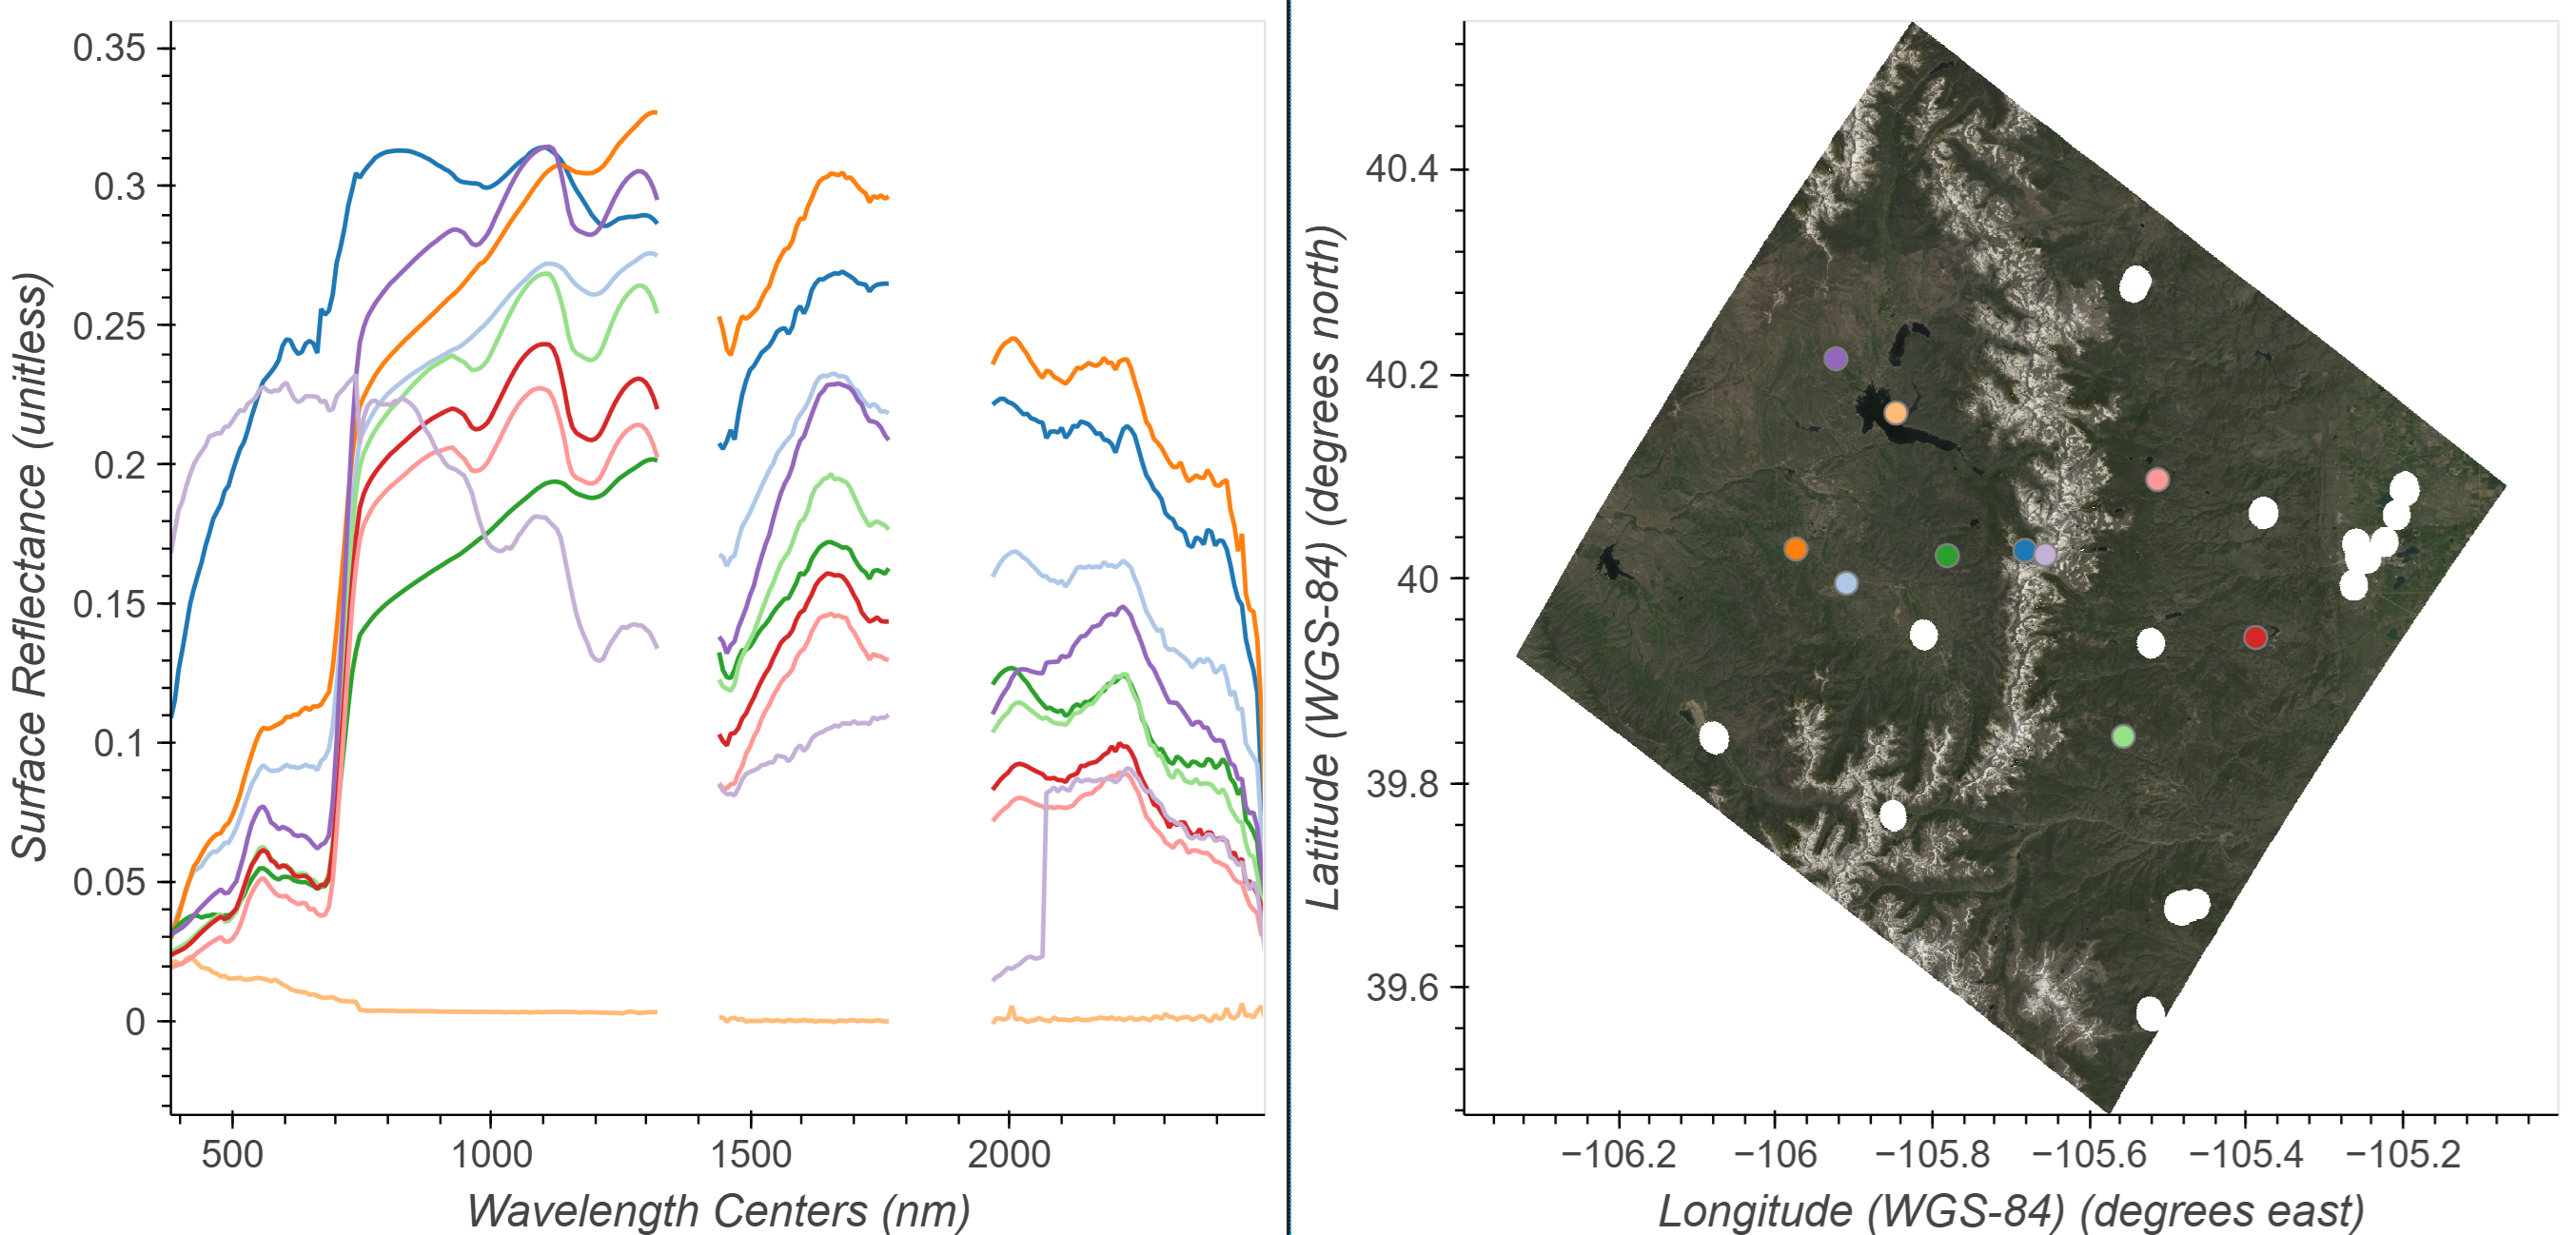 Surface Reflectance (unitless)
0.35
0.3
0.25
0.2
0.15
0.1
0.05
0
500 1000 1500 2000
Wavelength Centers (nm)
Latitude (WGS-84) (degrees north)
40.4
40.2
40
39.8
39.6
−106.2 −106 −105.8 −105.6 −105.4 −105.2
Longitude (WGS-84) (degrees east)